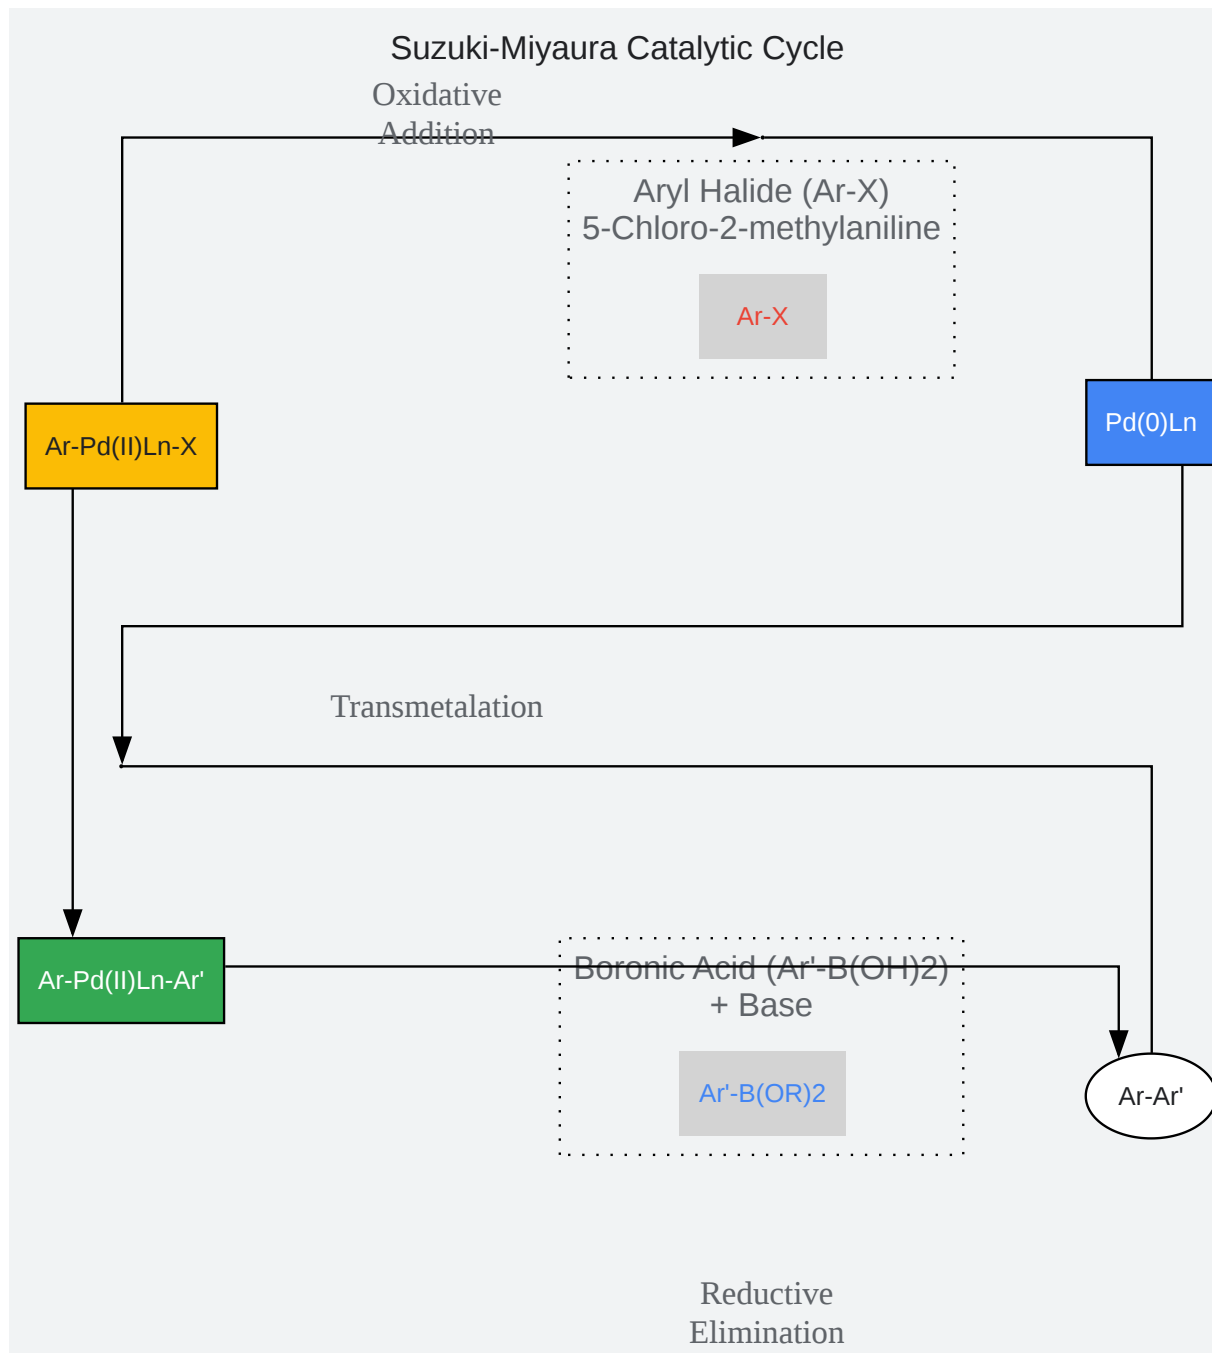 Suzuki-Miyaura Catalytic Cycle
Oxidative
Addition
Aryl Halide (Ar-X)
5-Chloro-2-methylaniline
Ar-X
Ar-Pd(II)Ln-X
Pd(0)Ln
Transmetalation
Ar-Pd(II)Ln-Ar'
Boronic Acid (Ar'-B(OH)2)
+ Base
Ar'-B(OR)2
Ar-Ar'
Reductive
Elimination